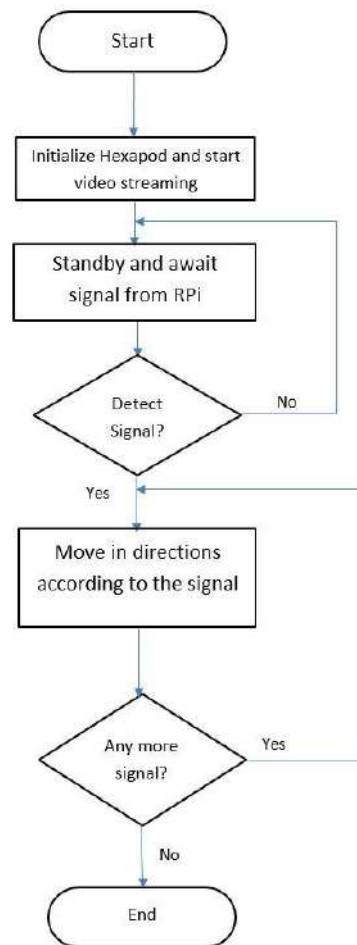 Start
Initialize Hexapod and start
video streaming
Standby and await
signal from RPi
Detect
Signal?
No
Yes
Move in directions
according to the signal
Any more
signal?
Yes
No
End